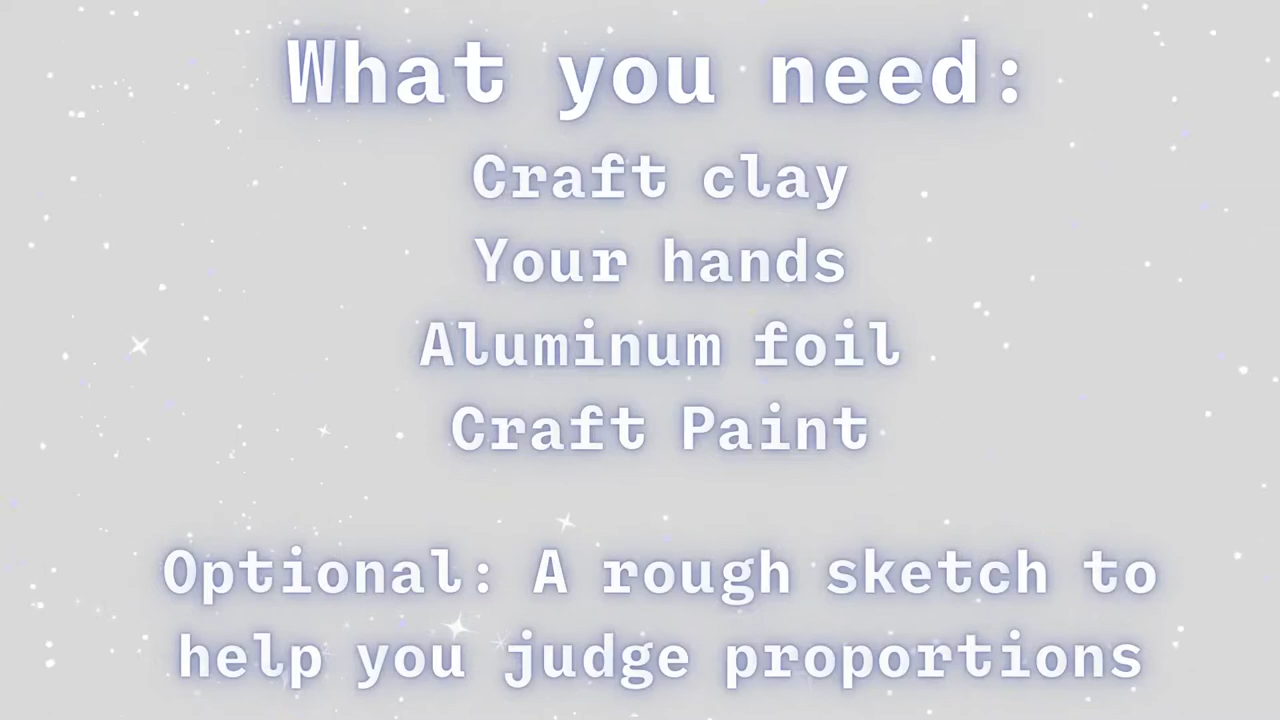 What you need:
Craft clay
Your hands
Aluminum foil
Craft Paint
Optional: A rough sketch to
help you judge proportions